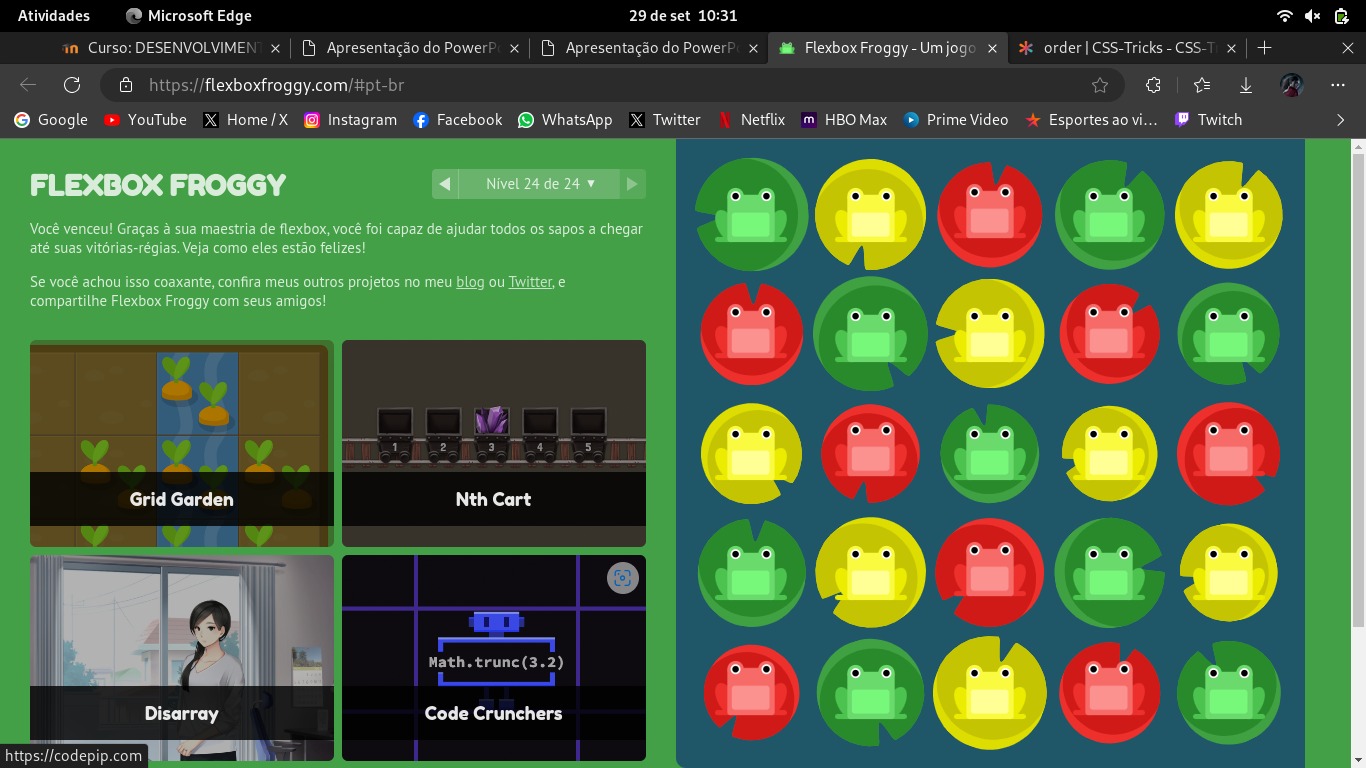 Atividades
Microsoft Edge
29 de set 10:31
Curso: DESENVOLVIMEN
Apresentação do PowerP
Apresentação do PowerP
Flexbox Froggy - Um jogo
order | CSS-Tricks - CSS-T
https://flexboxfroggy.com/#pt-br
Google
YouTube
Home / X
Instagram
Facebook
WhatsApp
Twitter
Netflix
HBO Max
Prime Video
Esportes ao vi...
Twitch
FLEXBOX FROGGY
Nível 24 de 24 ▼
Você venceu! Graças à sua maestria de flexbox, você foi capaz de ajudar todos os sapos a chegar
até suas vitórias-régias. Veja como eles estão felizes!
Se você achou isso coaxante, confira meus outros projetos no meu blog ou Twitter, e
compartilhe Flexbox Froggy com seus amigos!
1 2 3 4 5
Grid Garden
Nth Cart
Math.trunc(3.2)
Disarray
Code Crunchers
https://codepip.com